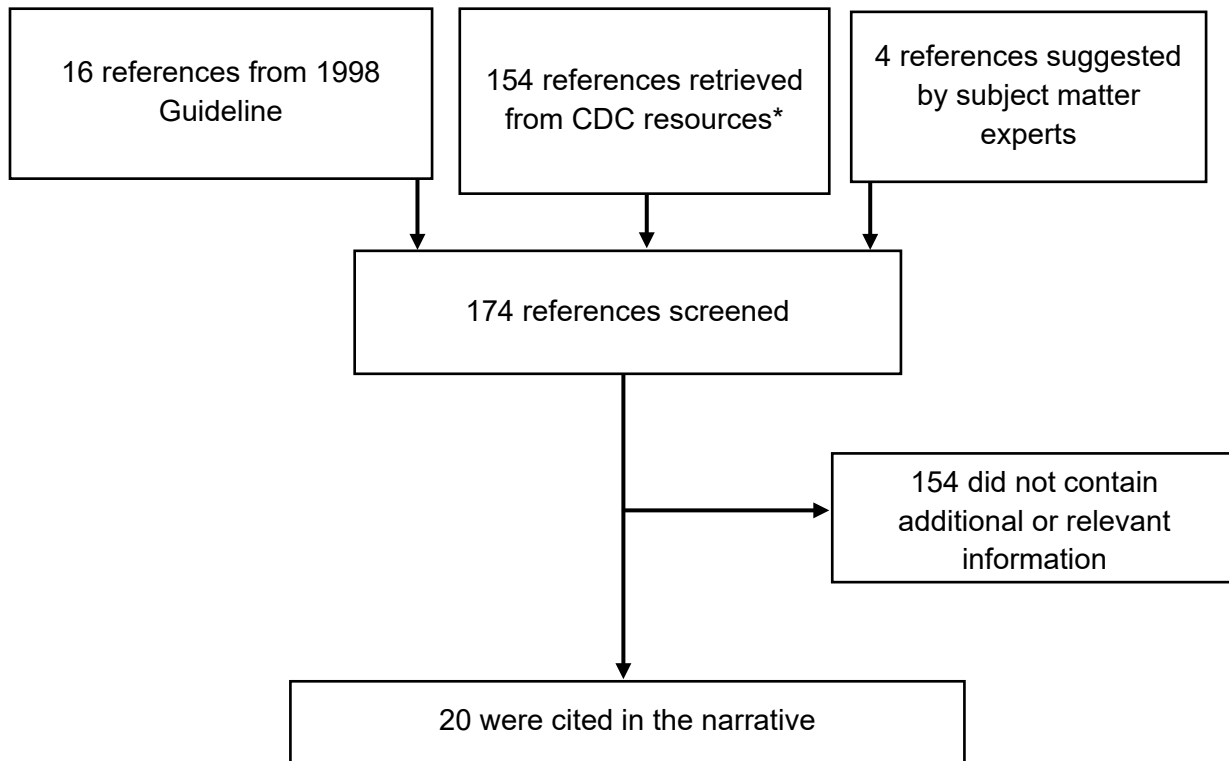 16 references from 1998
Guideline
154 references retrieved
from CDC resources*
4 references suggested
by subject matter
experts
174 references screened
154 did not contain
additional or relevant
information
20 were cited in the narrative